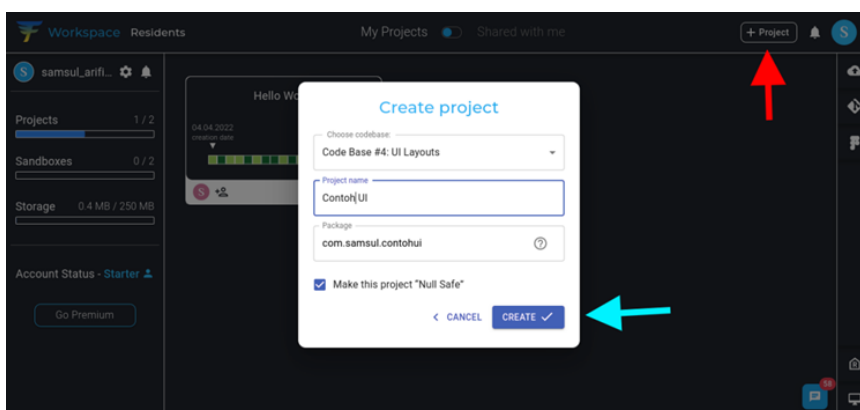 Workspace Residents
My Projects
Shared with me
+ Project
S
S samsul_arifi...
Projects 1 / 2
Sandboxes 0 / 2
Storage 0.4 MB / 250 MB
Account Status - Starter
Go Premium
Hello Wo
04.04.2022
creation date
S
Create project
Choose codebase:
Code Base #4: UI Layouts
Project name
Contoh UI
Package
com.samsul.contohui
Make this project "Null Safe"
CANCEL
CREATE
58